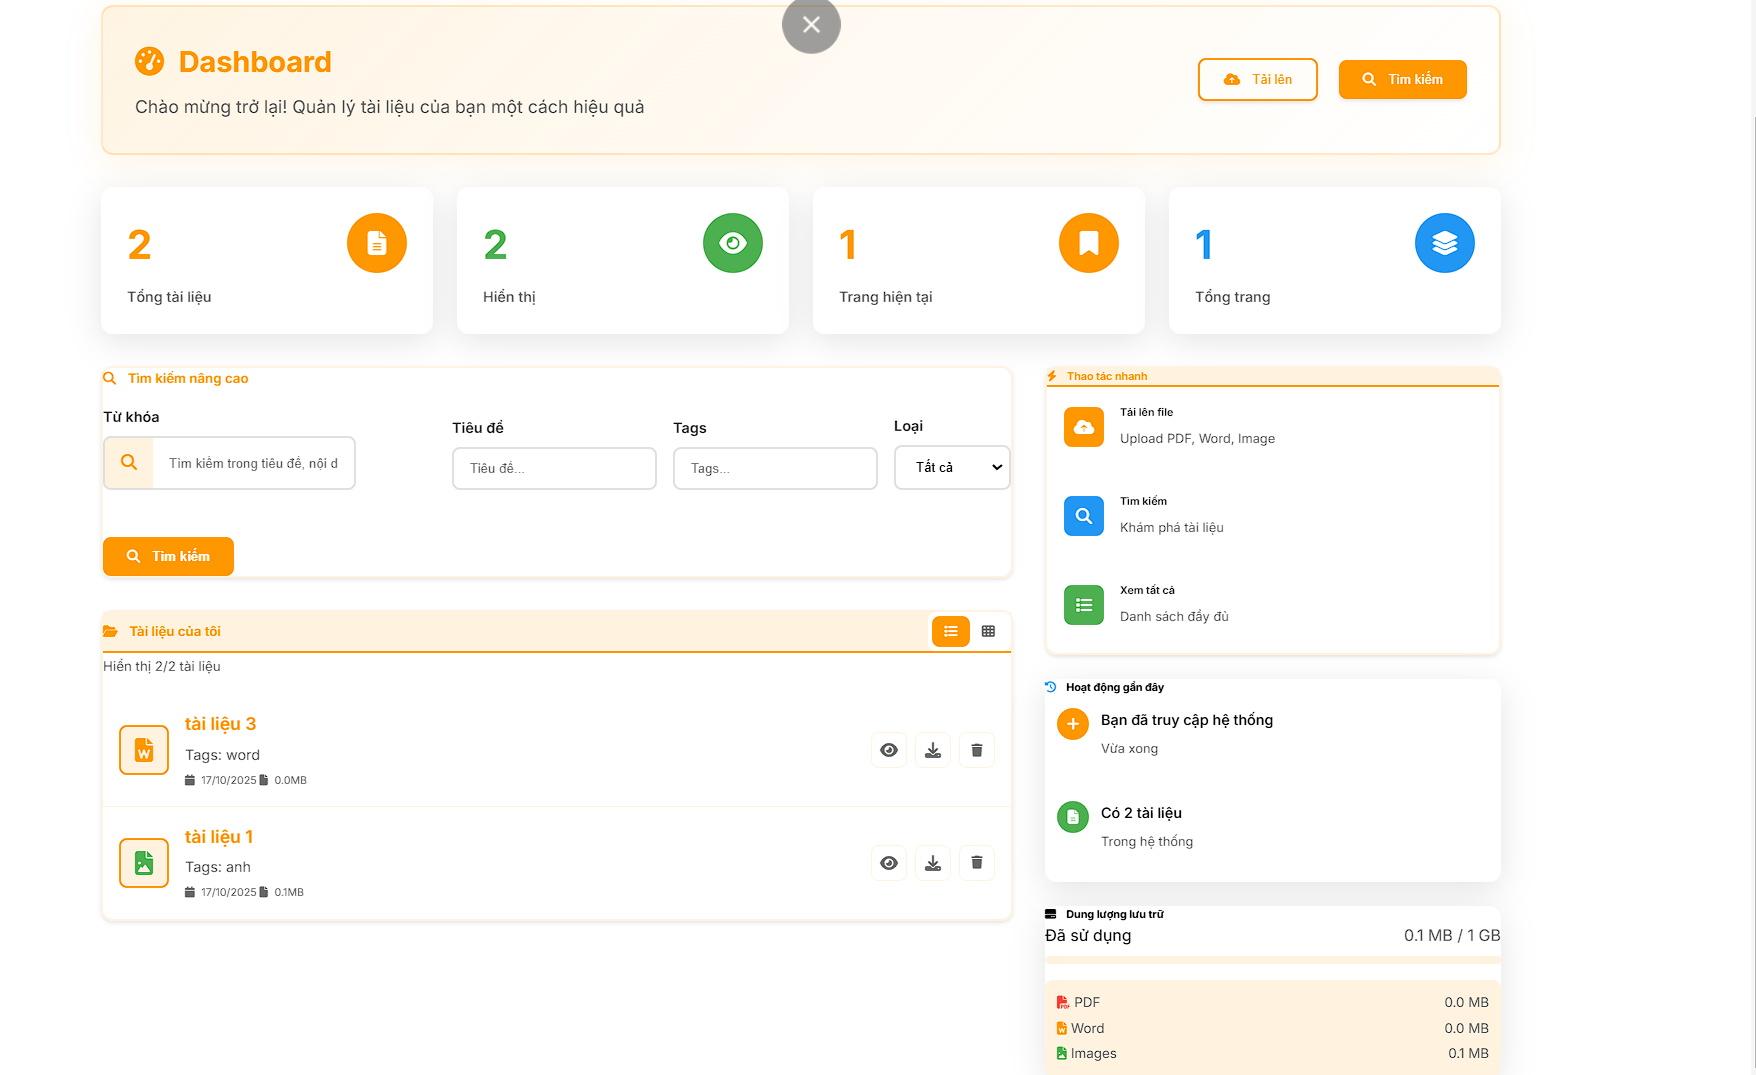 Dashboard
Chào mừng trở lại! Quản lý tài liệu của bạn một cách hiệu quả
Tải lên
Tìm kiếm
2
Tổng tài liệu
2
Hiển thị
1
Trang hiện tại
1
Tổng trang
Tìm kiếm nâng cao
Từ khóa
Tìm kiếm trong tiêu đề, nội d
Tiêu đề
Tiêu đề...
Tags
Tags...
Loại
Tất cả
Tìm kiếm
Tài liệu của tôi
Hiển thị 2/2 tài liệu
tài liệu 3
Tags: word
17/10/2025 0.0MB
tài liệu 1
Tags: anh
17/10/2025 0.1MB
Thao tác nhanh
Tải lên file
Upload PDF, Word, Image
Tìm kiếm
Khám phá tài liệu
Xem tất cả
Danh sách đầy đủ
Hoạt động gần đây
Bạn đã truy cập hệ thống
Vừa xong
Có 2 tài liệu
Trong hệ thống
Dung lượng lưu trữ
Đã sử dụng 0.1 MB / 1 GB
PDF 0.0 MB
Word 0.0 MB
Images 0.1 MB